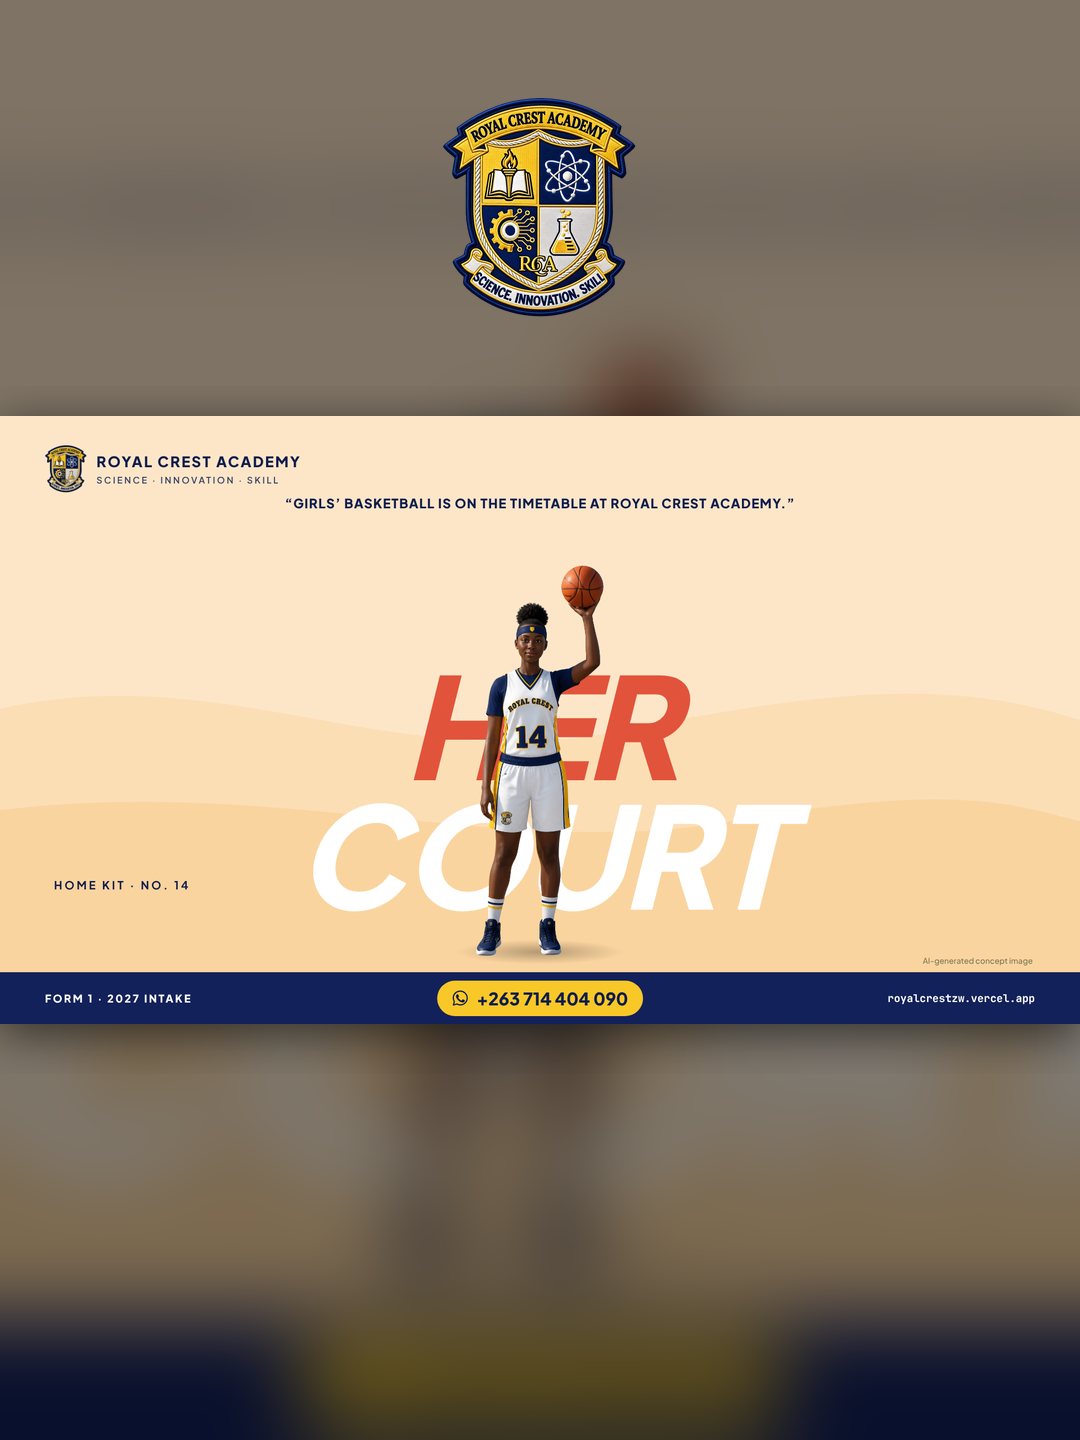 ROYAL CREST ACADEMY
RCA
SCIENCE. INNOVATION. SKILL
ROYAL CREST ACADEMY
SCIENCE · INNOVATION · SKILL
“GIRLS’ BASKETBALL IS ON THE TIMETABLE AT ROYAL CREST ACADEMY.”
HER
ROYAL CREST
14
COURT
HOME KIT · NO. 14
AI-generated concept image
FORM 1 · 2027 INTAKE
+263 714 404 090
royalcrestzw.vercel.app